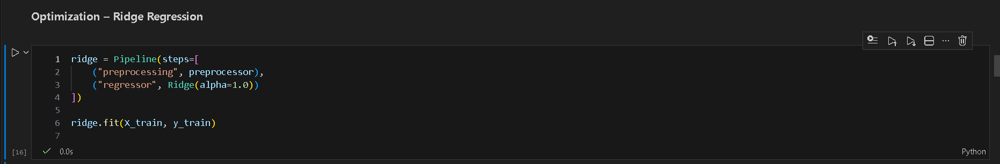 Optimization – Ridge Regression
1 ridge = Pipeline(steps=[
2     ("preprocessing", preprocessor),
3     ("regressor", Ridge(alpha=1.0))
4 ])
5
6 ridge.fit(X_train, y_train)
7
[16] 0.0s Python